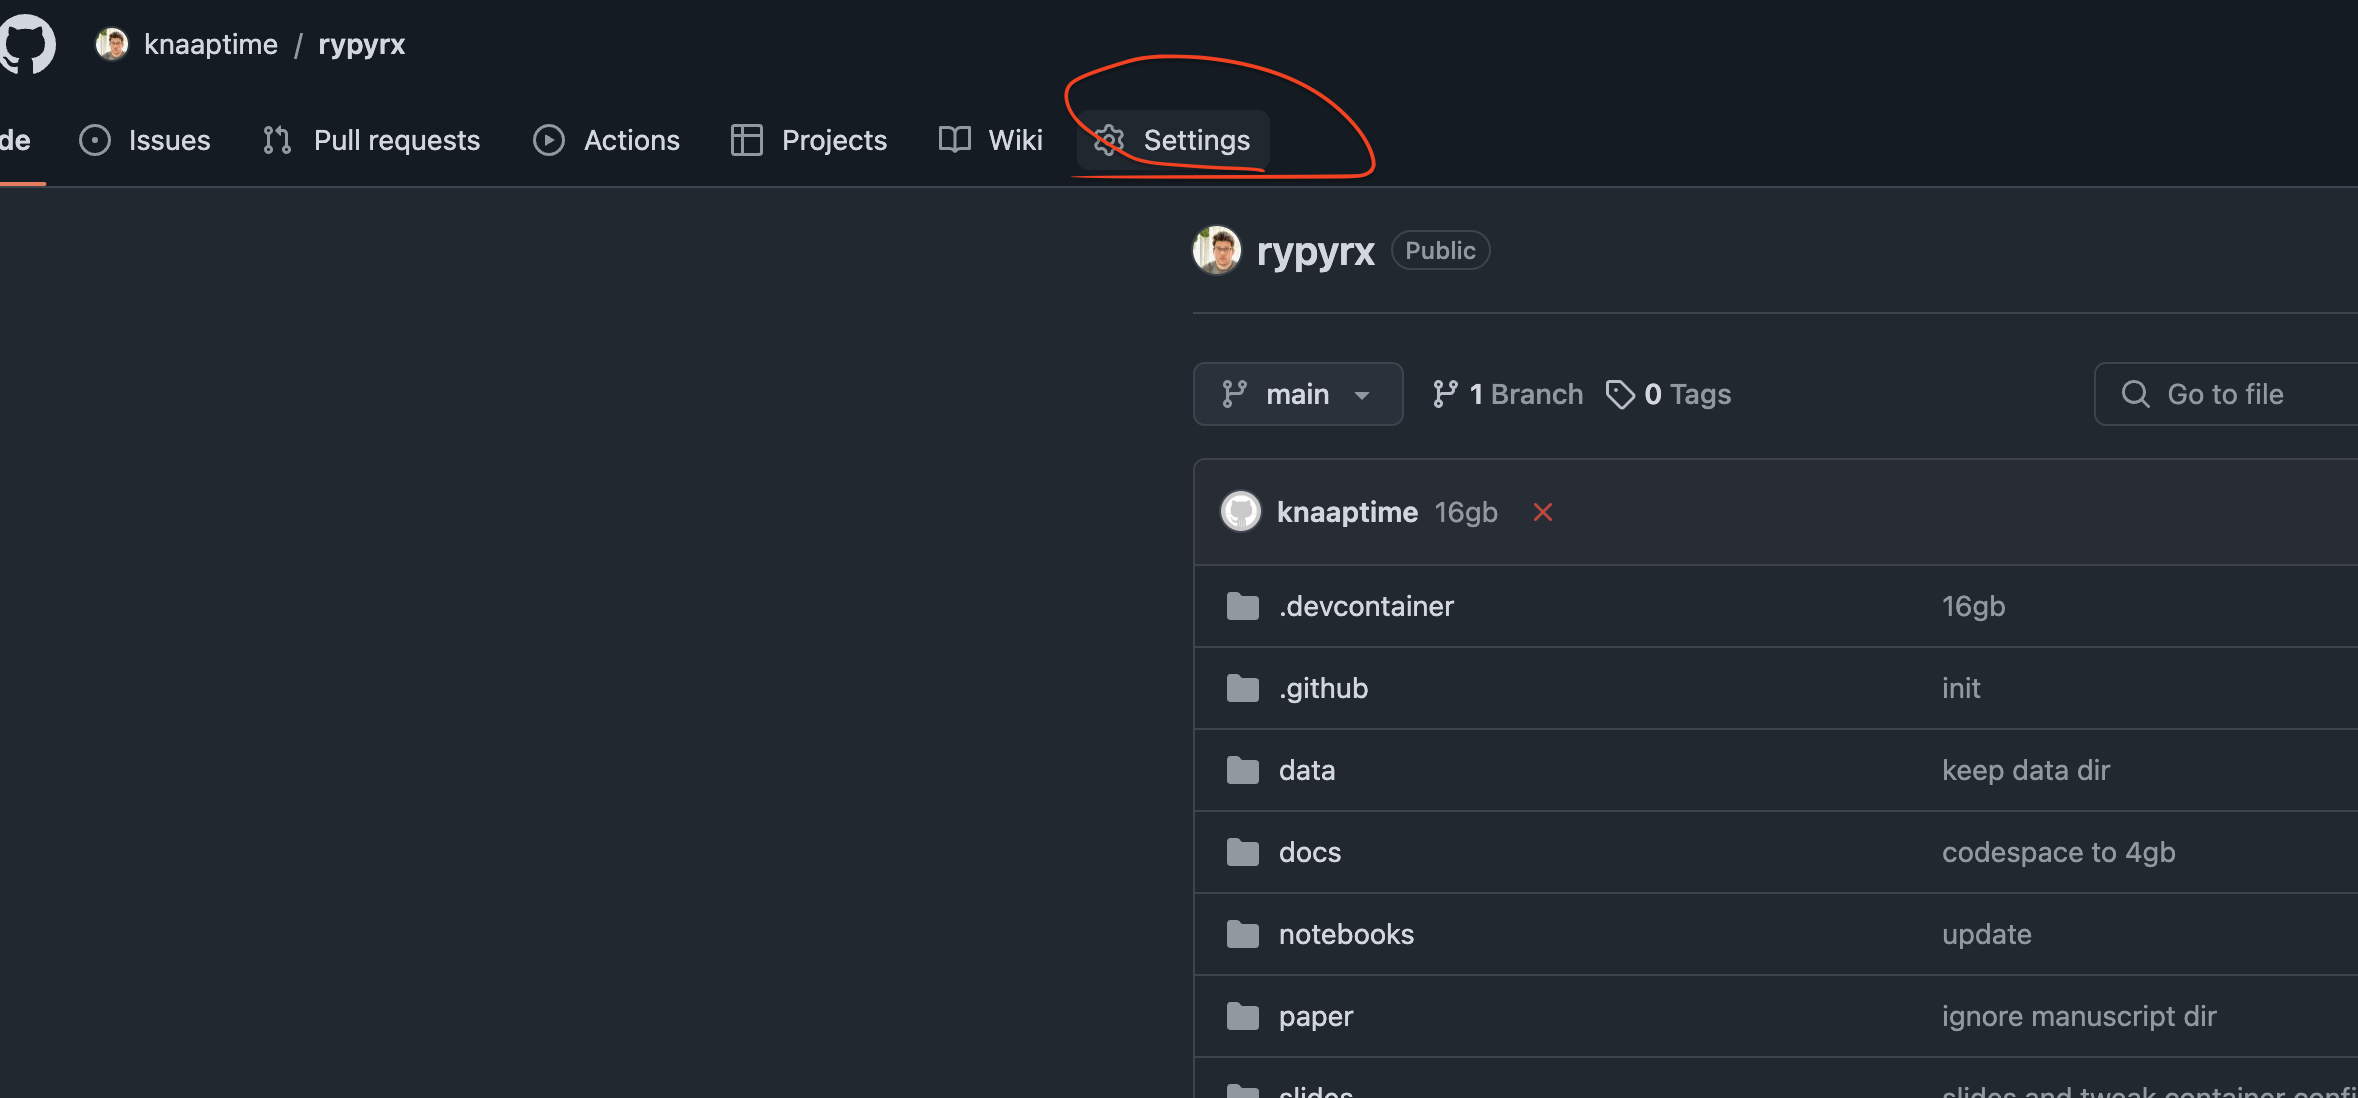 knaaptime / rypyrx
de Issues Pull requests Actions Projects Wiki Settings
rypyrx Public
main 1 Branch 0 Tags Go to file
knaaptime 16gb
.devcontainer 16gb
.github init
data keep data dir
docs codespace to 4gb
notebooks update
paper ignore manuscript dir
slides slides and tweak container confi